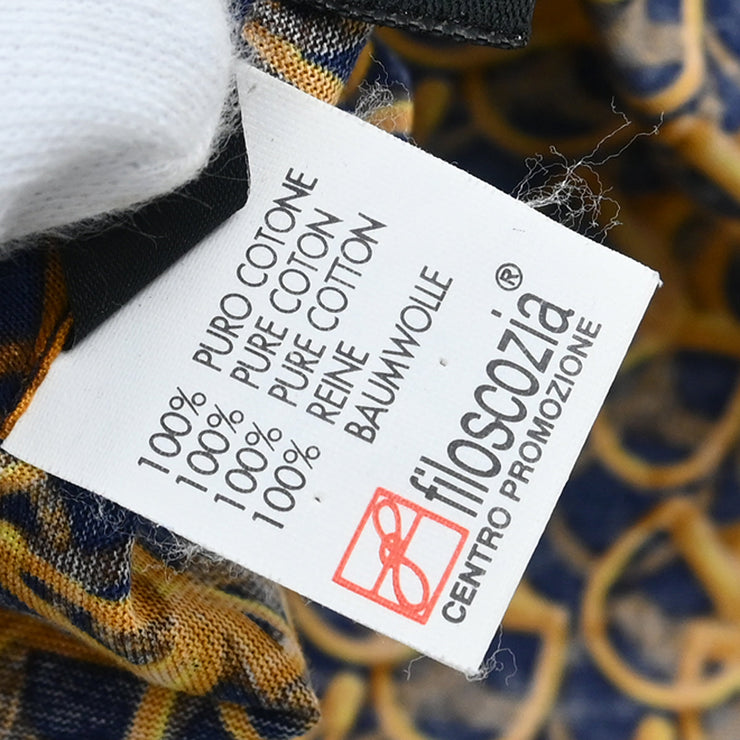 100% PURO COTONE
100% PURE COTON
100% PURE COTTON
100% REINE
BAUMWOLLE
filoscozia®
CENTRO PROMOZIONE